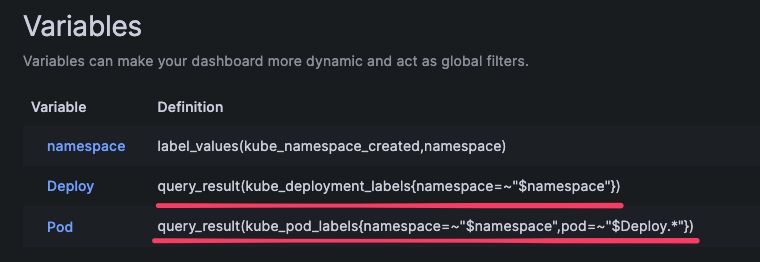 Variables
Variables can make your dashboard more dynamic and act as global filters.
Variable Definition
namespace label_values(kube_namespace_created,namespace)
Deploy query_result(kube_deployment_labels{namespace=~"$namespace"})
Pod query_result(kube_pod_labels{namespace=~"$namespace",pod=~"$Deploy.*"})